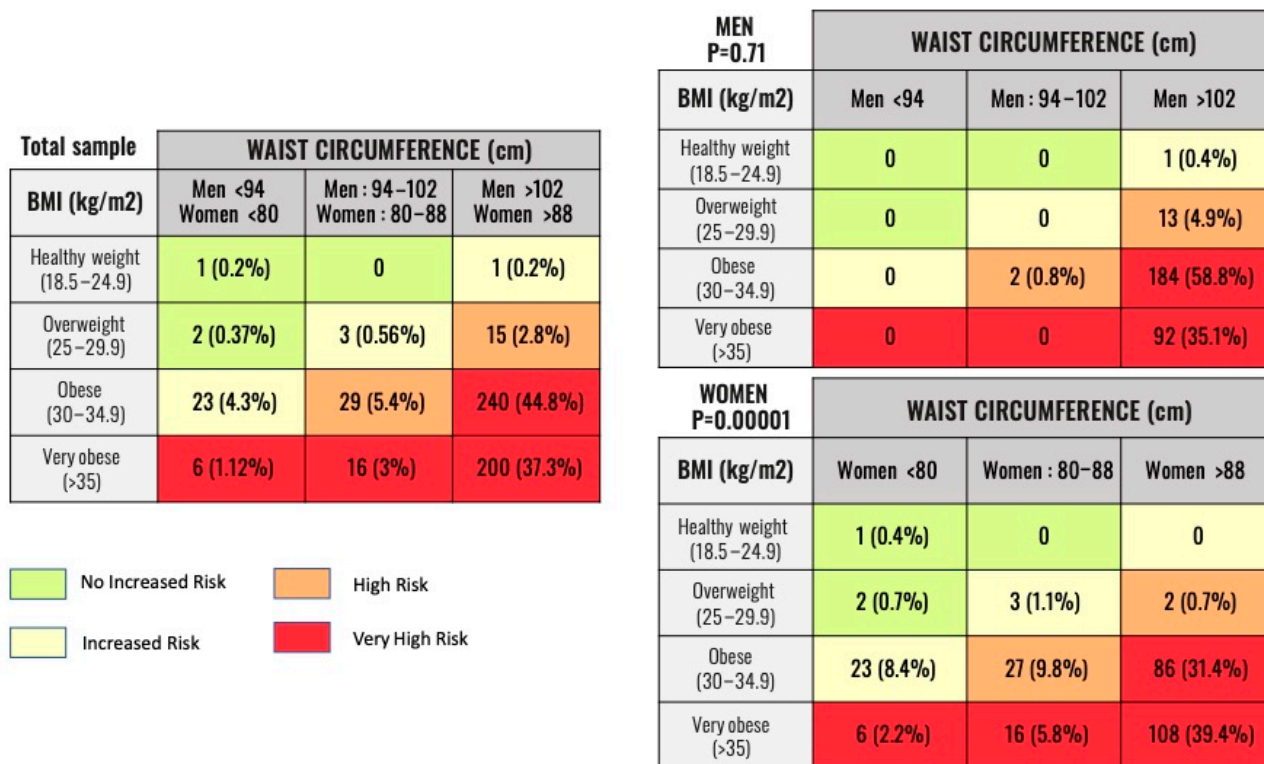 Total sample
WAIST CIRCUMFERENCE (cm)
BMI (kg/m2)
Men <94
Women <80
Men : 94–102
Women : 80–88
Men >102
Women >88
Healthy weight
(18.5–24.9)
1 (0.2%)
0
1 (0.2%)
Overweight
(25–29.9)
2 (0.37%)
3 (0.56%)
15 (2.8%)
Obese
(30–34.9)
23 (4.3%)
29 (5.4%)
240 (44.8%)
Very obese
(>35)
6 (1.12%)
16 (3%)
200 (37.3%)
No Increased Risk
High Risk
Increased Risk
Very High Risk
MEN
P=0.71
WAIST CIRCUMFERENCE (cm)
BMI (kg/m2)
Men <94
Men : 94–102
Men >102
Healthy weight
(18.5–24.9)
0
0
1 (0.4%)
Overweight
(25–29.9)
0
0
13 (4.9%)
Obese
(30–34.9)
0
2 (0.8%)
184 (58.8%)
Very obese
(>35)
0
0
92 (35.1%)
WOMEN
P=0.00001
WAIST CIRCUMFERENCE (cm)
BMI (kg/m2)
Women <80
Women : 80–88
Women >88
Healthy weight
(18.5–24.9)
1 (0.4%)
0
0
Overweight
(25–29.9)
2 (0.7%)
3 (1.1%)
2 (0.7%)
Obese
(30–34.9)
23 (8.4%)
27 (9.8%)
86 (31.4%)
Very obese
(>35)
6 (2.2%)
16 (5.8%)
108 (39.4%)